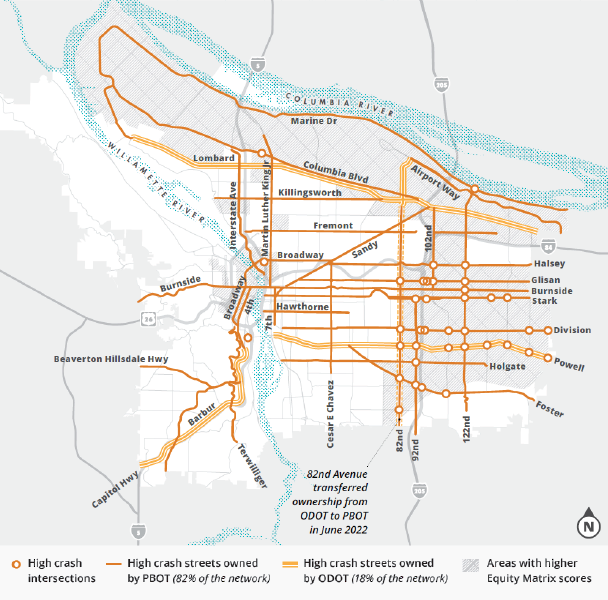 5
205
COLUMBIA RIVER
Marine Dr
WILLAMETTE RIVER
Lombard
Columbia Blvd
Airport Way
Killingsworth
Interstate Ave
Martin Luther King Jr
Fremont
102nd
84
Sandy
Broadway
Halsey
Glisan
Burnside
Burnside
Stark
Broadway
4th
Hawthorne
7th
26
Division
Beaverton Hillsdale Hwy
Powell
Holgate
Cesar E Chavez
Foster
Barbur
82nd
92nd
122nd
Terwilliger
Capitol Hwy
82nd Avenue
transferred
ownership from
ODOT to PBOT
in June 2022
205
5
N
High crash
intersections
High crash streets owned
by PBOT (82% of the network)
High crash streets owned
by ODOT (18% of the network)
Areas with higher
Equity Matrix scores